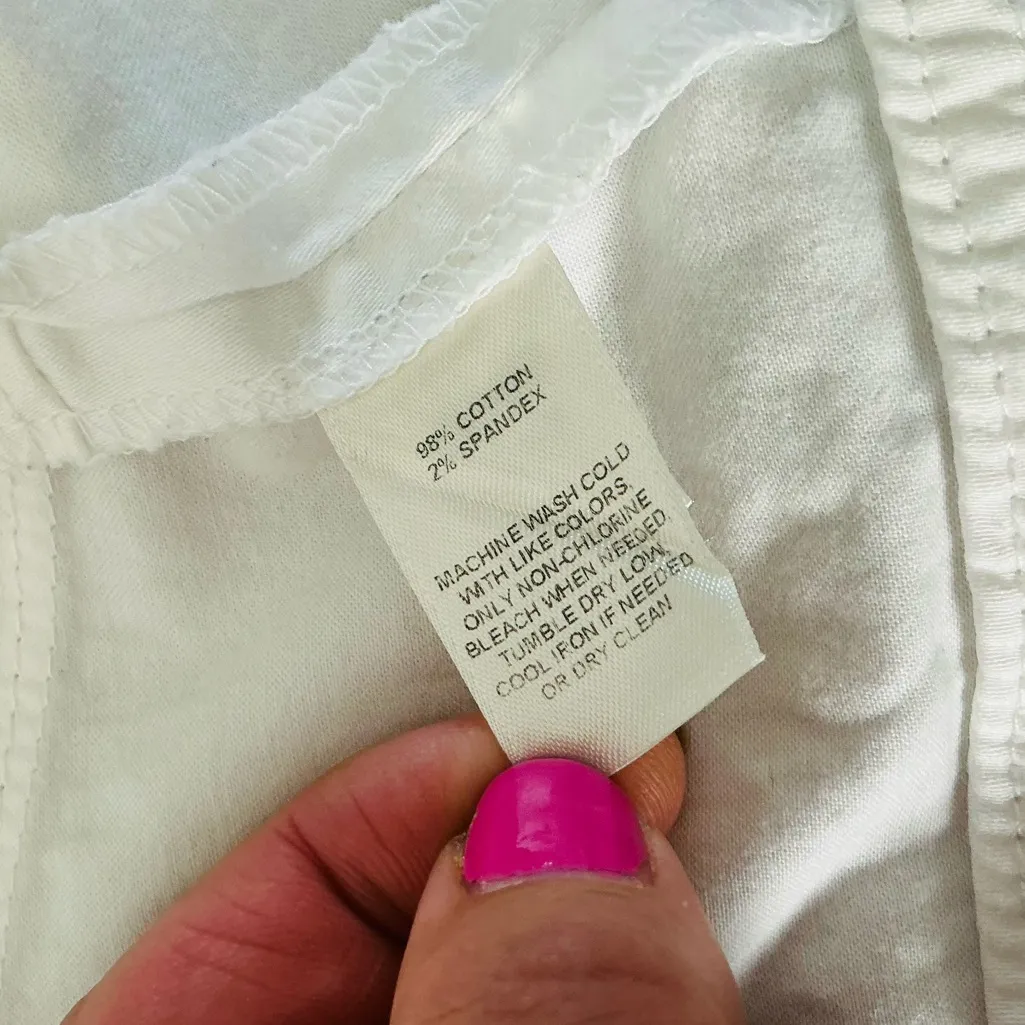 98% COTTON
2% SPANDEX
MACHINE WASH COLD
WITH LIKE COLORS,
ONLY NON-CHLORINE
BLEACH WHEN NEEDED.
TUMBLE DRY LOW,
COOL IRON IF NEEDED
OR DRY CLEAN